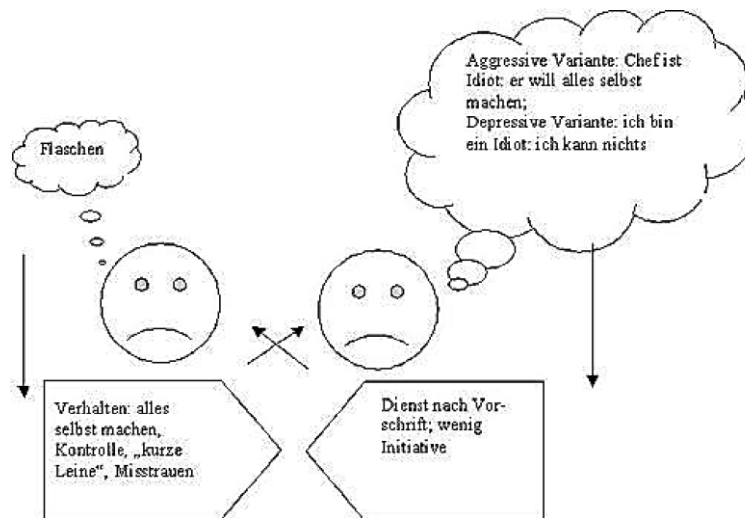 Aggressive Variante: Chef ist
Idiot: er will alles selbst
machen;
Depressive Variante: ich bin
ein Idiot: ich kann nichts
Flaschen
Verhalten: alles
selbst machen,
Kontrolle, „kurze
Leine“, Misstrauen
Dienst nach Vor-
schrift; wenig
Initiative